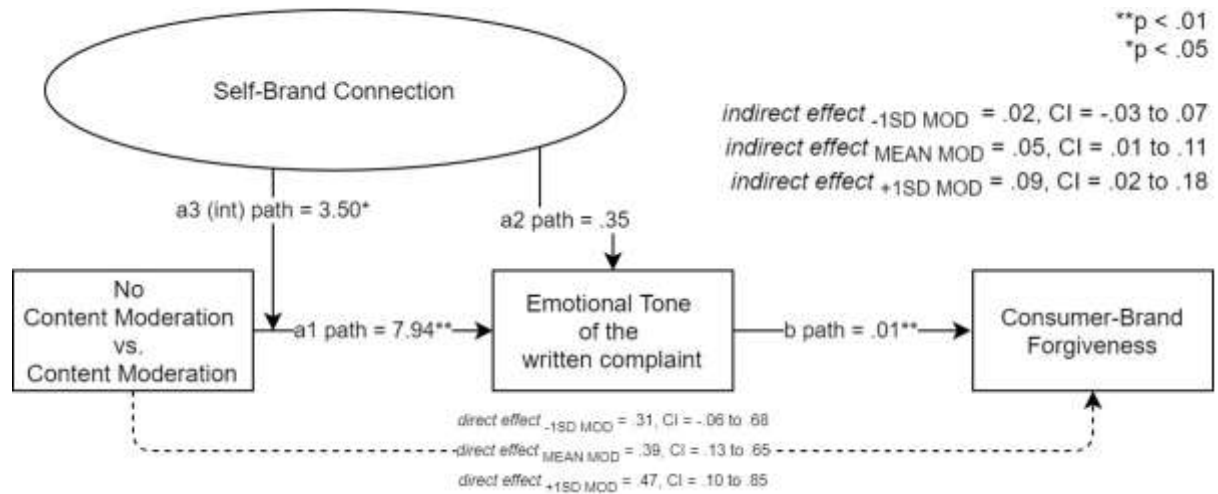 **p < .01
*p < .05
Self-Brand Connection
indirect effect -1SD MOD = .02, CI = -.03 to .07
indirect effect MEAN MOD = .05, CI = .01 to .11
indirect effect +1SD MOD = .09, CI = .02 to .18
a3 (int) path = 3.50*
a2 path = .35
No
Content Moderation
vs.
Content Moderation
a1 path = 7.94**
Emotional Tone
of the
written complaint
b path = .01**
Consumer-Brand
Forgiveness
direct effect -1SD MOD = .31, CI = -.06 to .68
direct effect MEAN MOD = .39, CI = .13 to .65
direct effect +1SD MOD = .47, CI = .10 to .85